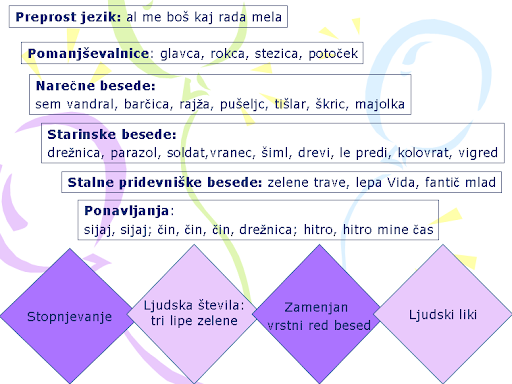 Preprost jezik: al me boš kaj rada mela
Pomanjševalnice: glavca, rokca, stezica, potoček
Narečne besede:
sem vandral, barčica, rajža, pušeljc, tišlar, škric, majolka
Starinske besede:
drežnica, parazol, soldat,vranec, šiml, drevi, le predi, kolovrat, vigred
Stalne pridevniške besede: zelene trave, lepa Vida, fantič mlad
Ponavljanja:
sijaj, sijaj; čin, čin, čin, drežnica; hitro, hitro mine čas
Stopnjevanje
Ljudska števila:
tri lipe zelene
Zamenjan
vrstni red besed
Ljudski liki